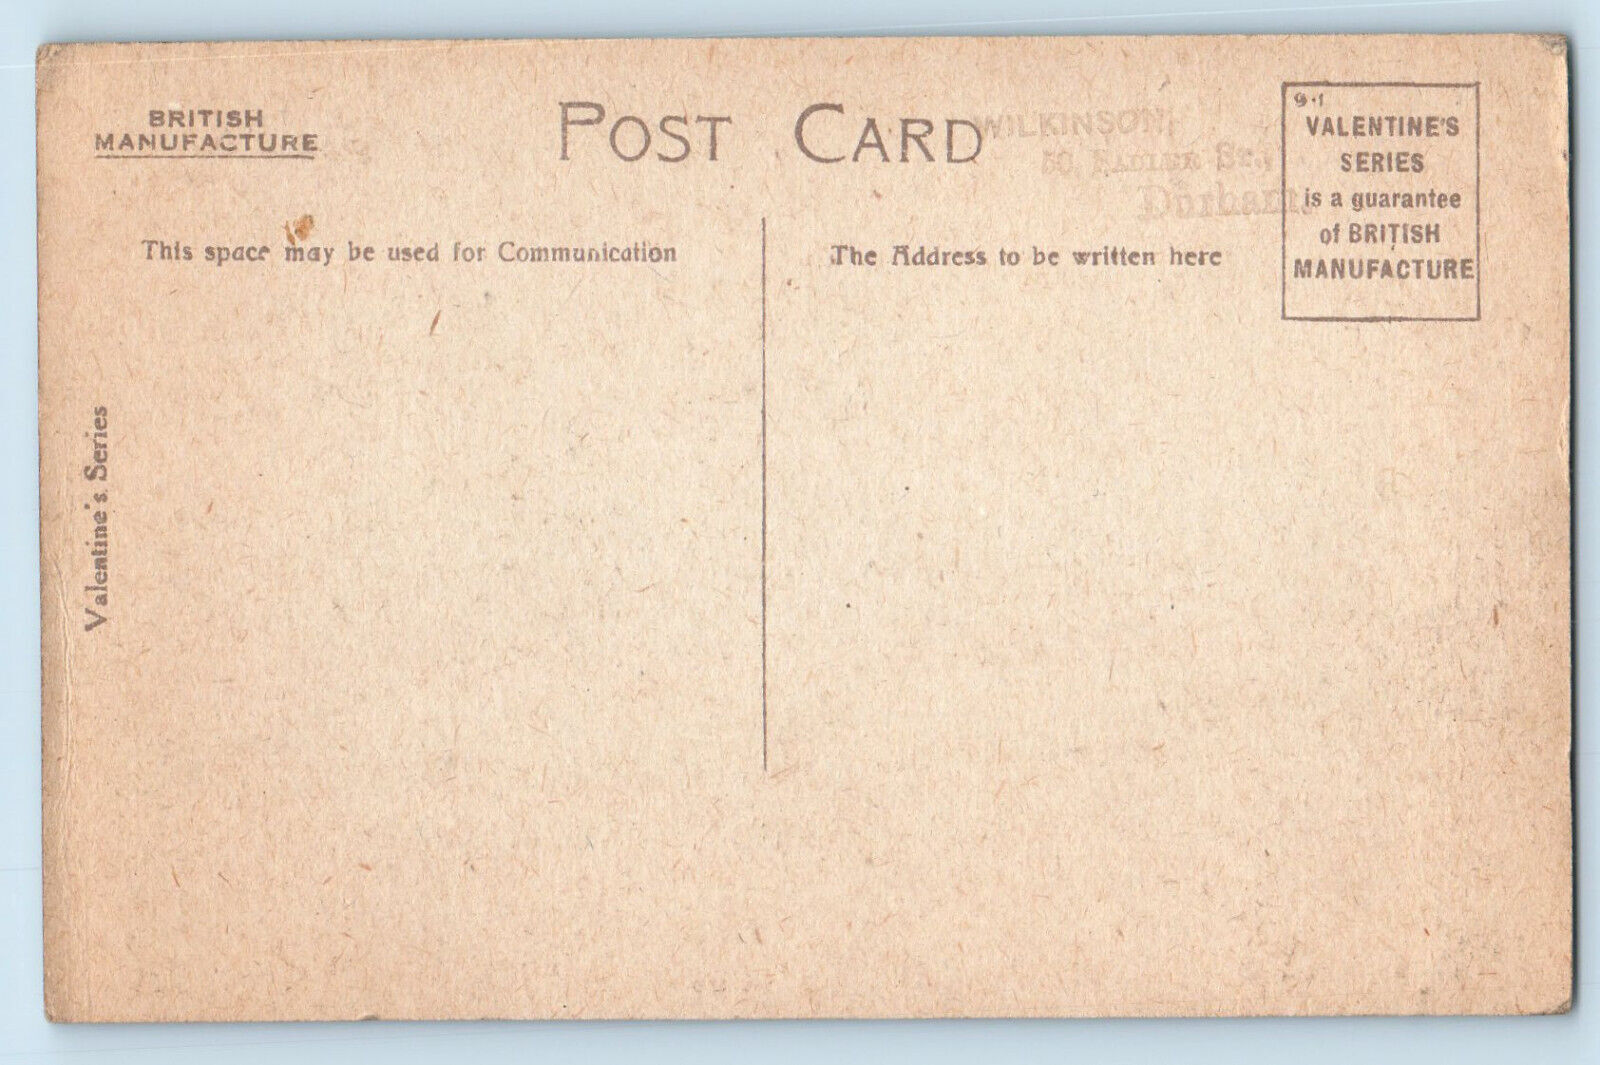 BRITISH
MANUFACTURE
POST CARD
WILKINSON,
St.,
Durham.
9·1
VALENTINE'S
SERIES
is a guarantee
of BRITISH
MANUFACTURE
This space may be used for Communication
The Address to be written here
Valentine's Series